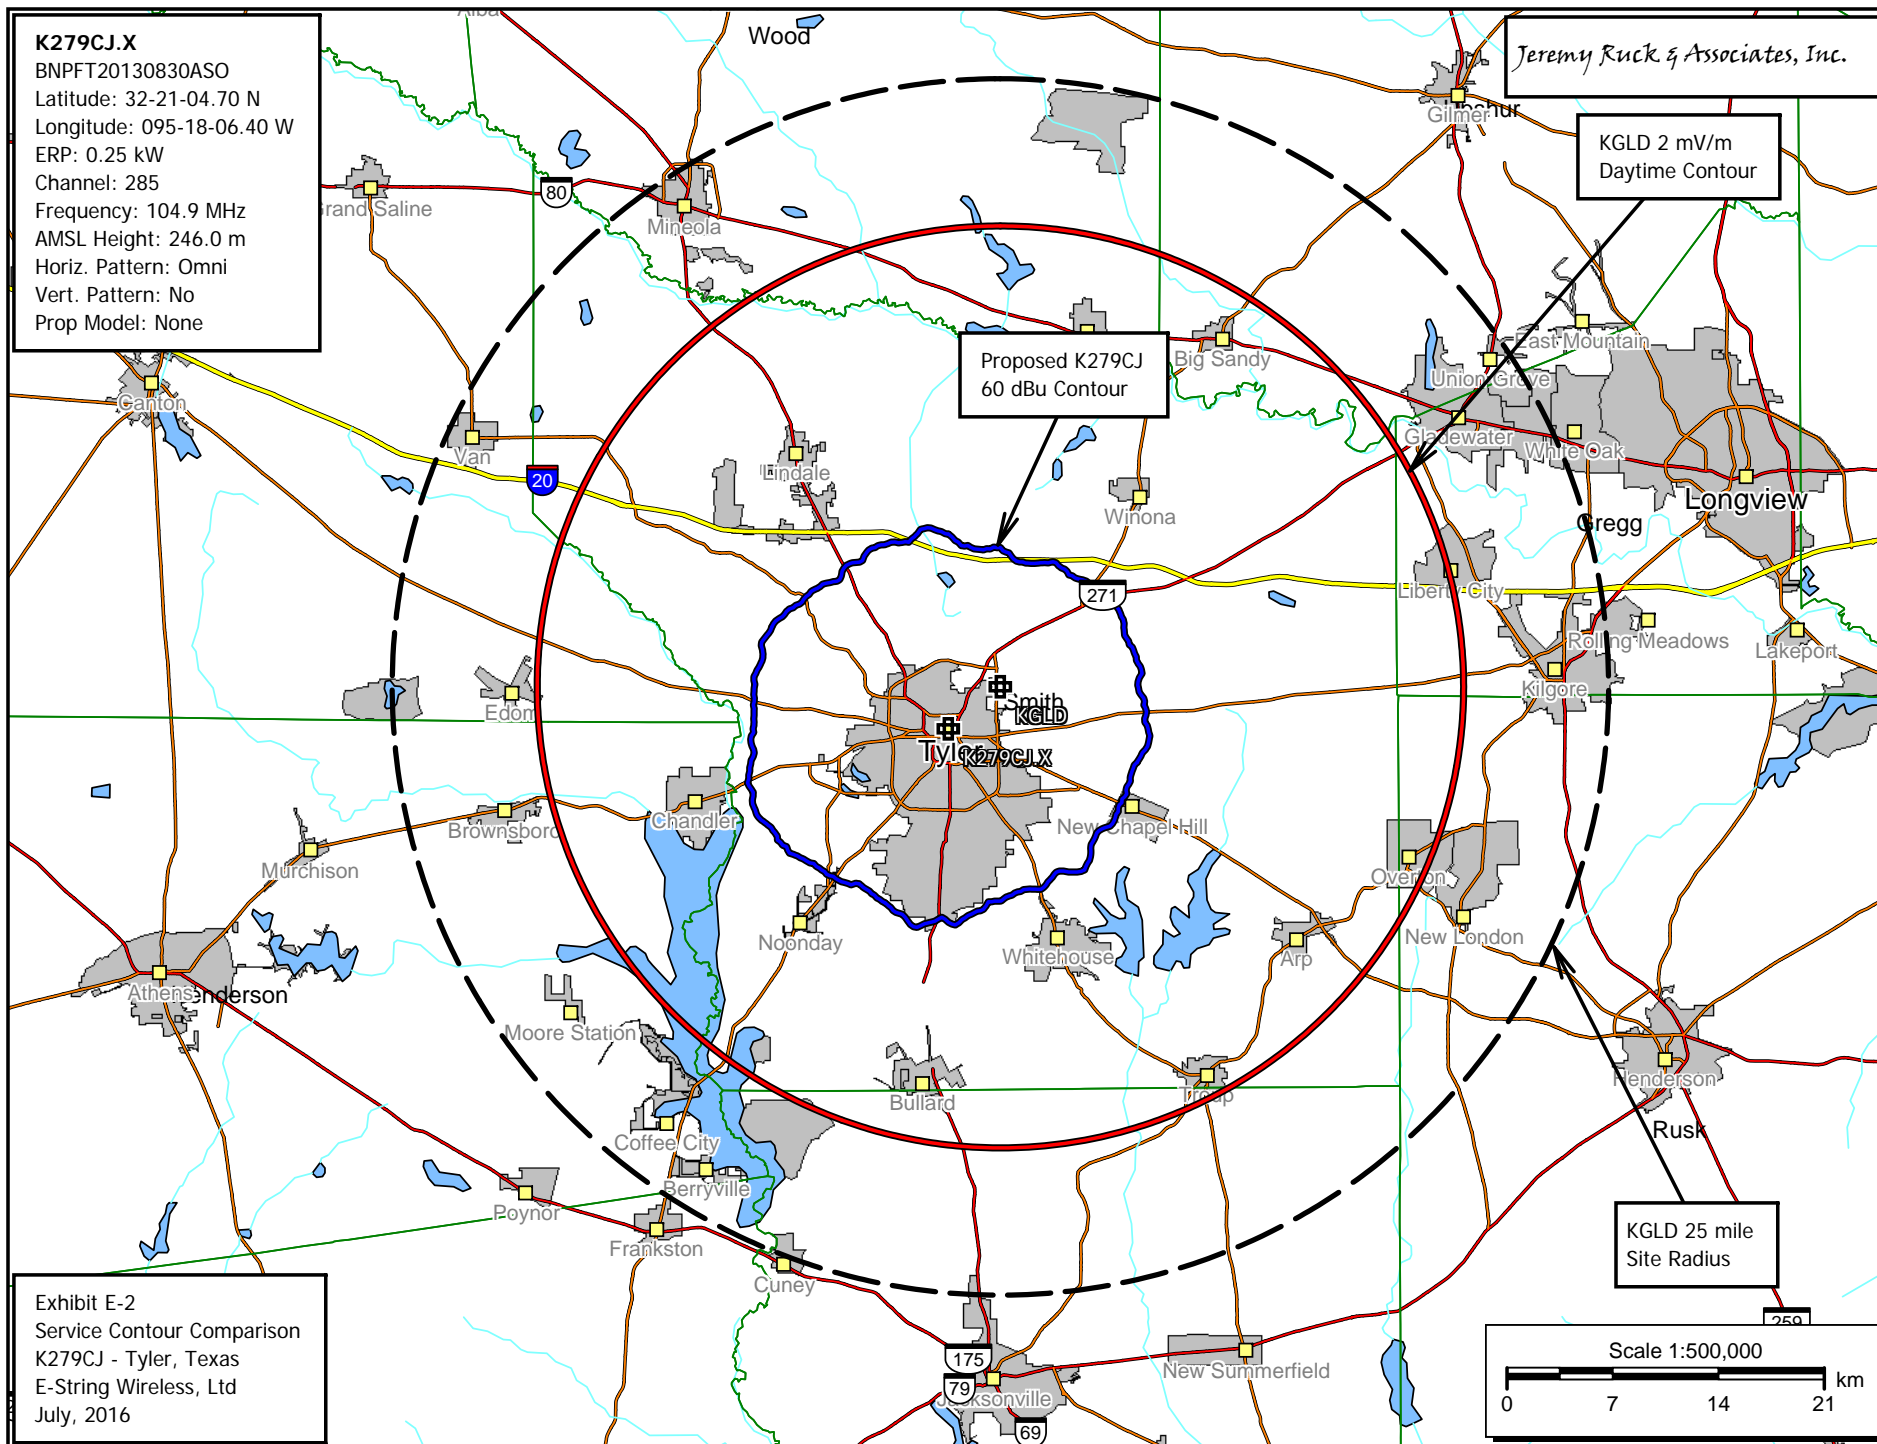 K279CJ.X
BNPFT20130830ASO
Latitude: 32-21-04.70 N
Longitude: 095-18-06.40 W
ERP: 0.25 kW
Channel: 285
Frequency: 104.9 MHz
AMSL Height: 246.0 m
Horiz. Pattern: Omni
Vert. Pattern: No
Prop Model: None
Alba
Wood
Jeremy Ruck & Associates, Inc.
Gilmer
KGLD 2 mV/m
Daytime Contour
80
Grand Saline
Mineola
Proposed K279CJ
60 dBu Contour
Big Sandy
East Mountain
Union Grove
Canton
Van
Lindale
Gladewater
White Oak
20
Winona
Longview
Gregg
271
Liberty City
Rolling Meadows
Lakeport
Edom
Smith
KGLD
Kilgore
Tyler
K279CJ.X
Brownsboro
Chandler
New Chapel Hill
Murchison
Overton
Noonday
Whitehouse
Arp
New London
Athens
Henderson
Moore Station
Bullard
Troup
Henderson
Coffee City
Rusk
Berryville
Poynor
Frankston
Cuney
KGLD 25 mile
Site Radius
Exhibit E-2
Service Contour Comparison
K279CJ - Tyler, Texas
E-String Wireless, Ltd
July, 2016
175
79
Jacksonville
69
New Summerfield
259
Scale 1:500,000
km
0 7 14 21